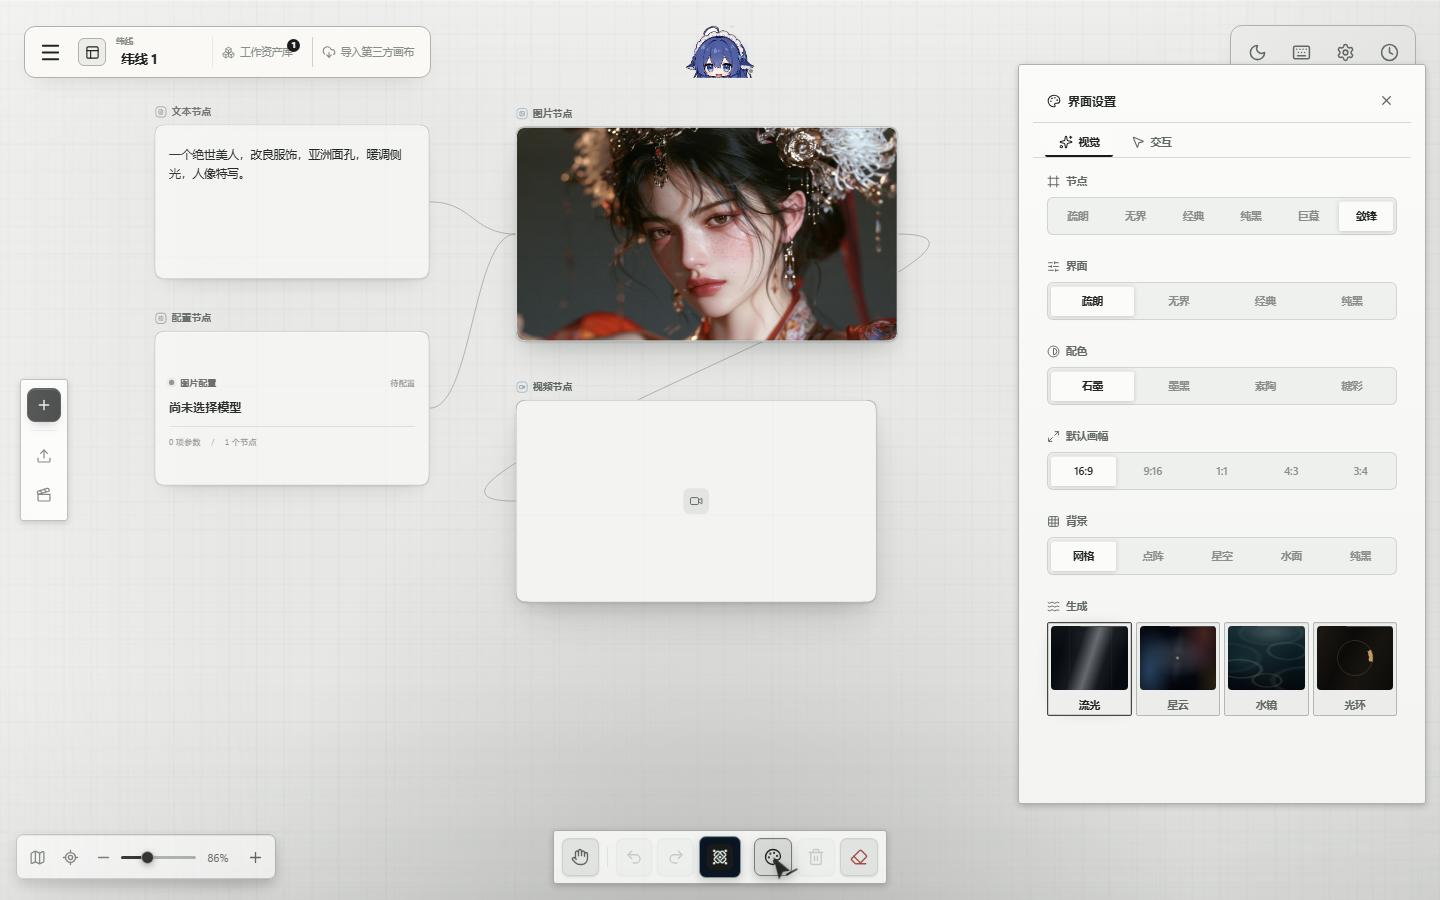 纬线
纬线 1
工作资产库
1
导入第三方画布
文本节点
一个绝世美人，改良服饰，亚洲面孔，暖调侧
光，人像特写。
图片节点
配置节点
图片配置
待配置
尚未选择模型
0 项参数 / 1 个节点
视频节点
86%
界面设置
视觉
交互
节点
疏朗 无界 经典 纯黑 巨幕 敛锋
界面
疏朗 无界 经典 纯黑
配色
石墨 墨黑 素陶 糖彩
默认画幅
16:9 9:16 1:1 4:3 3:4
背景
网格 点阵 星空 水面 纯黑
生成
流光 星云 水镜 光环